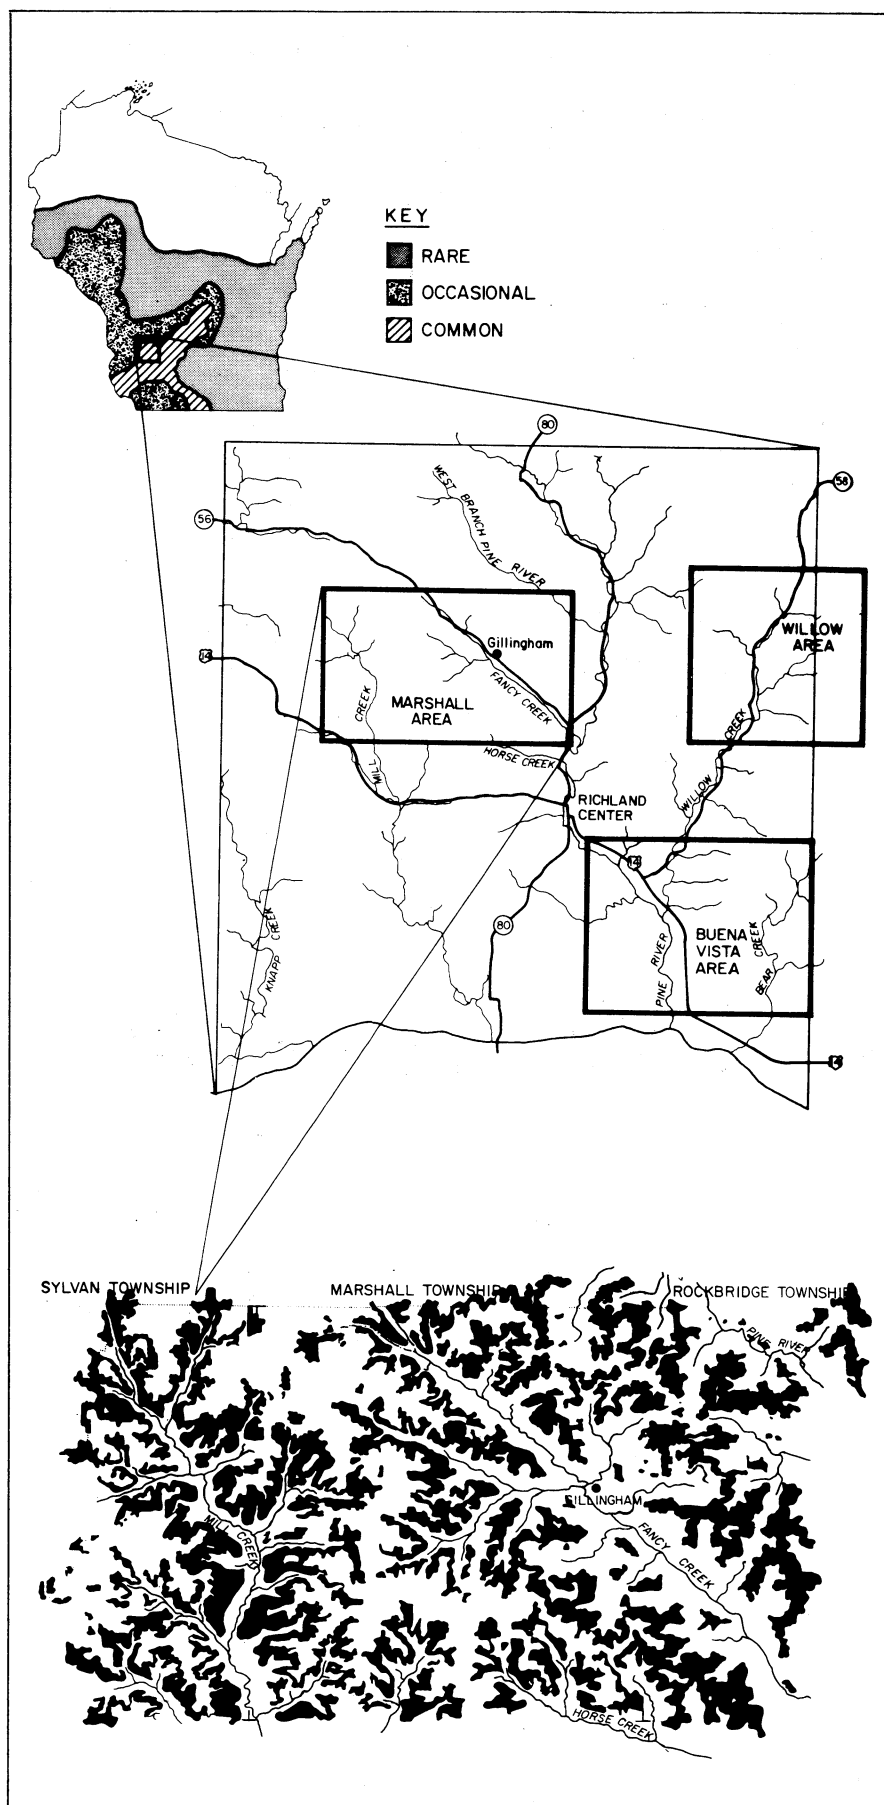 KEY
RARE
OCCASIONAL
COMMON
80
58
56
WEST BRANCH PINE RIVER
WILLOW
AREA
Gillingham
14
FANCY CREEK
MARSHALL
AREA
MILL CREEK
HORSE CREEK
WILLOW CREEK
RICHLAND
CENTER
14
80
BUENA
VISTA
AREA
PINE RIVER
BEAR CREEK
KNAPP CREEK
14
SYLVAN TOWNSHIP
MARSHALL TOWNSHIP
ROCKBRIDGE TOWNSHIP
PINE RIVER
GILLINGHAM
MILL CREEK
FANCY CREEK
HORSE CREEK